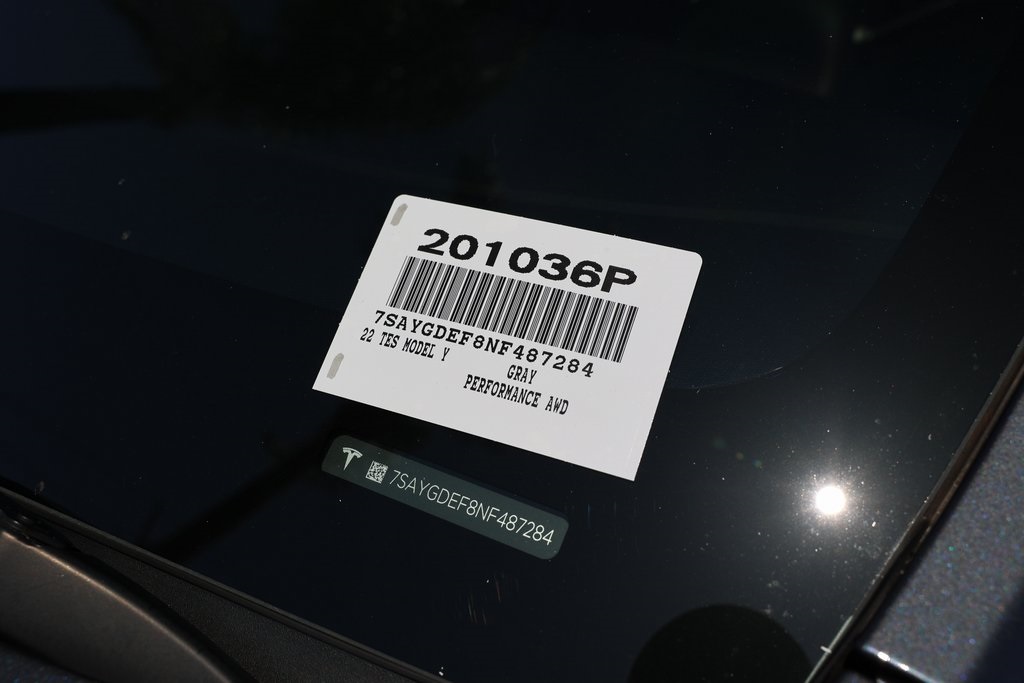 201036P
7SAYGDEF8NF487284
22 TES MODEL Y
GRAY
PERFORMANCE AWD
7SAYGDEF8NF487284